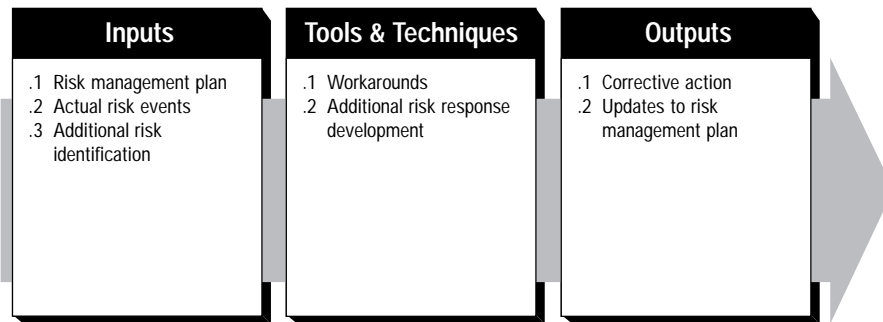 Inputs
.1 Risk management plan
.2 Actual risk events
.3 Additional risk
identification
Tools & Techniques
.1 Workarounds
.2 Additional risk response
development
Outputs
.1 Corrective action
.2 Updates to risk
management plan